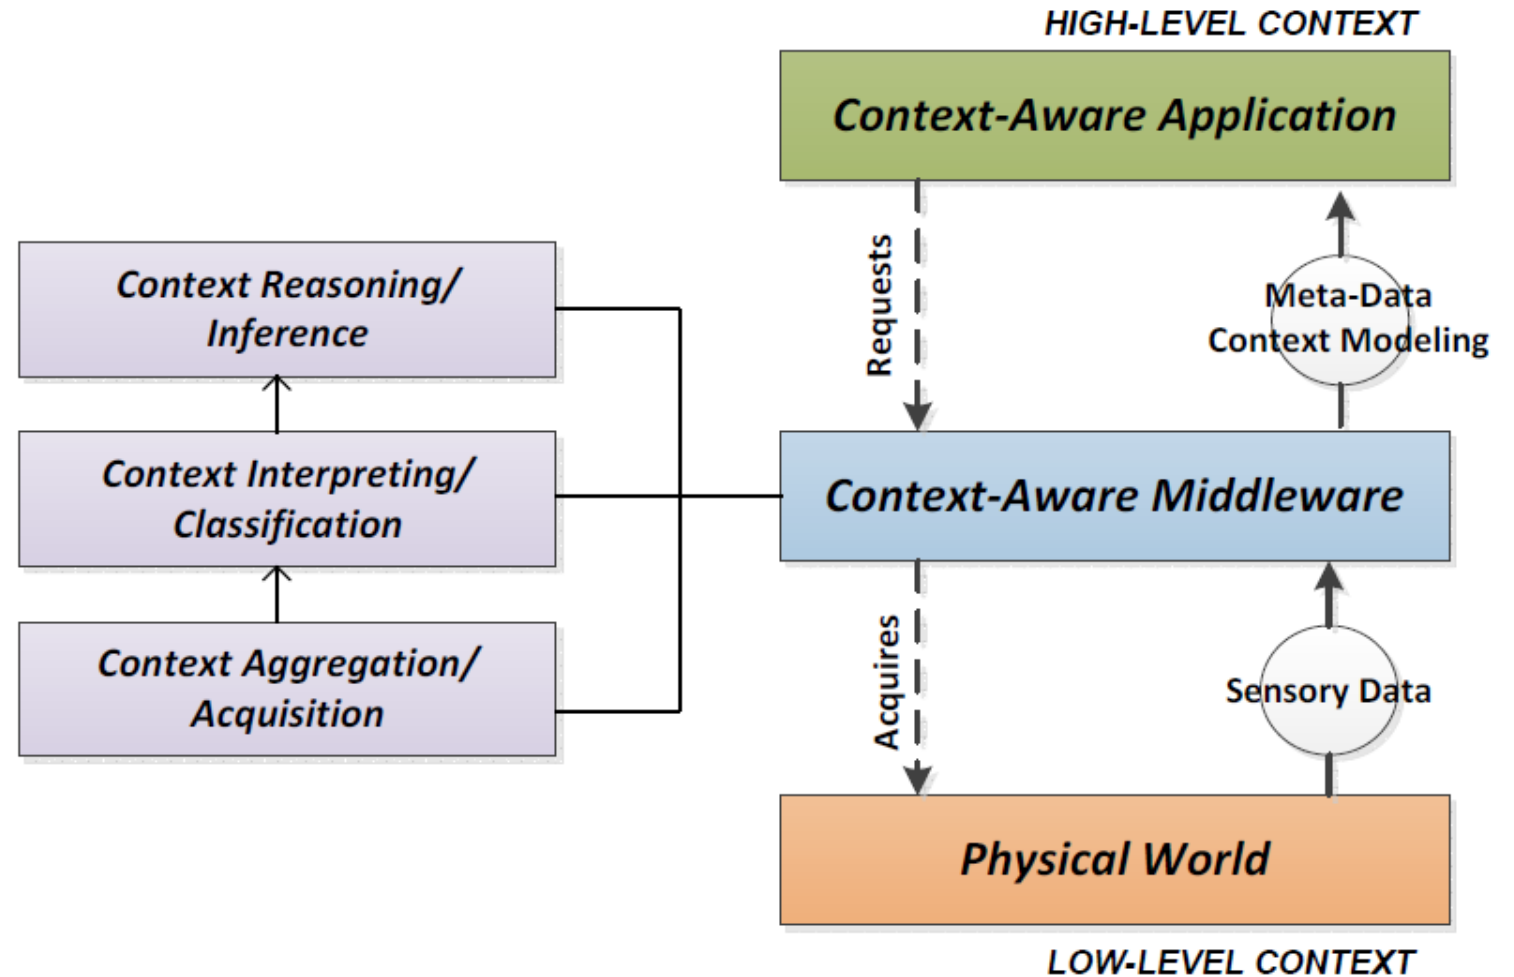 HIGH-LEVEL CONTEXT
Context-Aware Application
Requests
Meta-Data
Context Modeling
Context Reasoning/
Inference
Context Interpreting/
Classification
Context Aggregation/
Acquisition
Context-Aware Middleware
Acquires
Sensory Data
Physical World
LOW-LEVEL CONTEXT